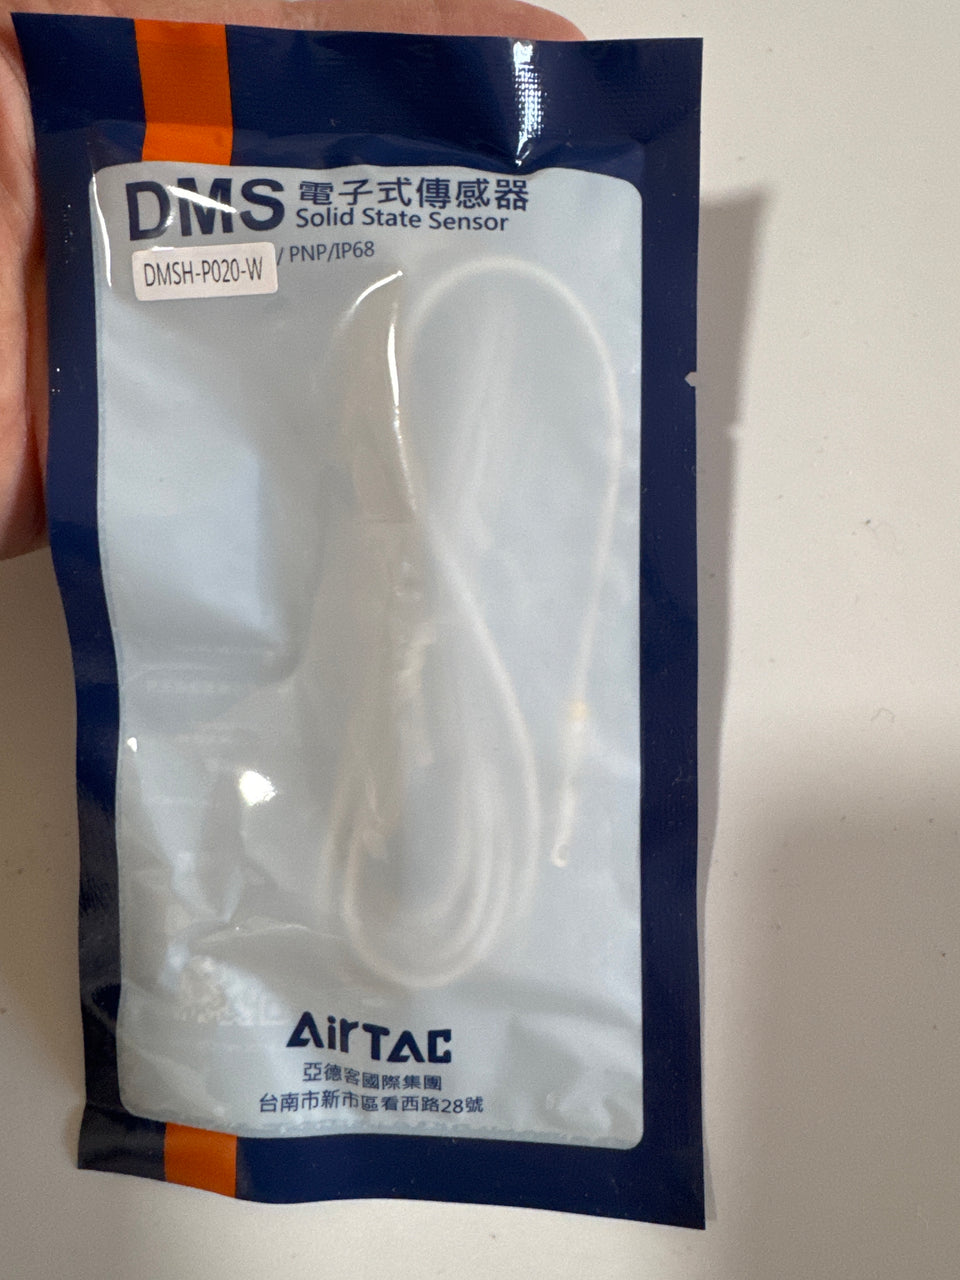 DMS 電子式傳感器
Solid State Sensor
DMSH-P020-W / PNP/IP68
AirTAC
亞德客國際集團
台南市新市區看西路28號